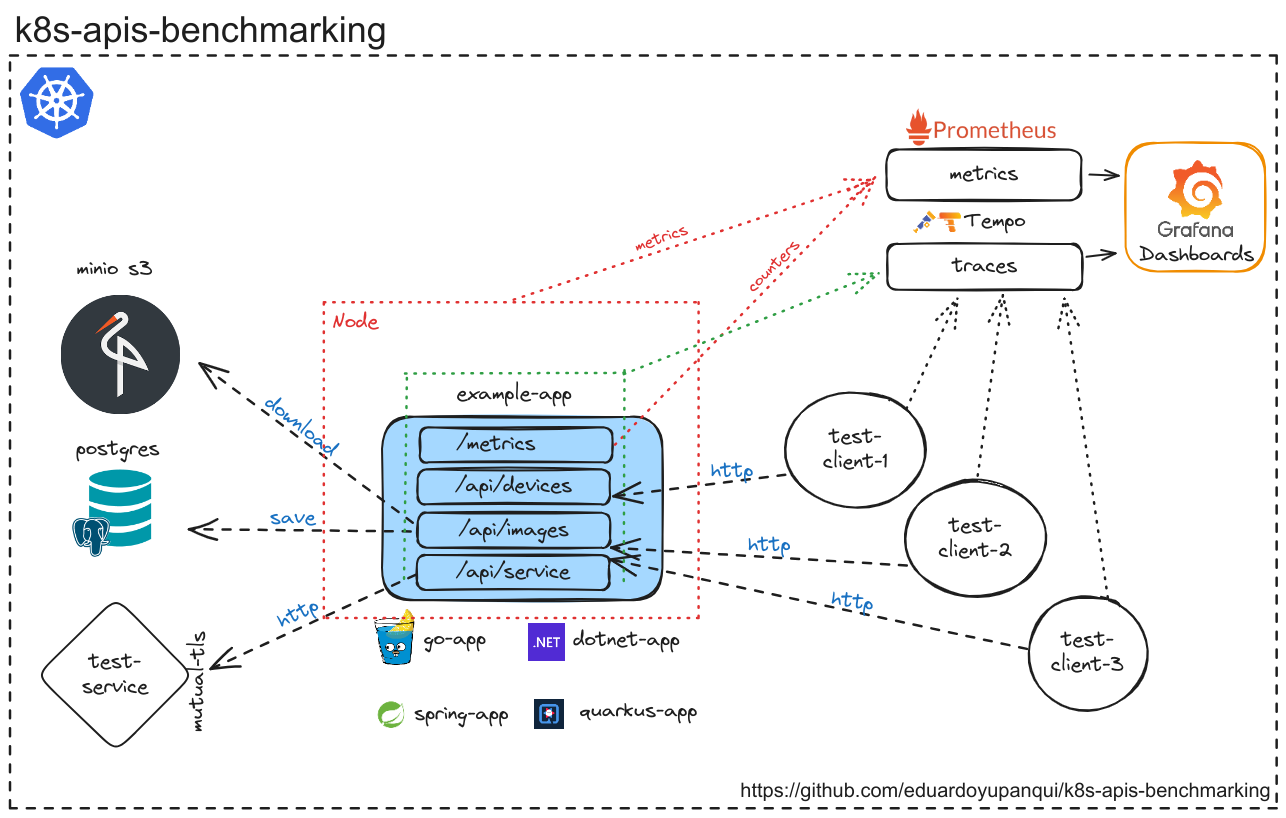 k8s-apis-benchmarking
Prometheus
metrics
Tempo
traces
Grafana
Dashboards
metrics
counters
minio s3
Node
download
example-app
/metrics
/api/devices
/api/images
/api/service
postgres
save
http
test-
client-1
http
test-
client-2
http
test-
client-3
http
test-
service
mutual-tls
go-app
.NET
dotnet-app
spring-app
quarkus-app
https://github.com/eduardoyupanqui/k8s-apis-benchmarking